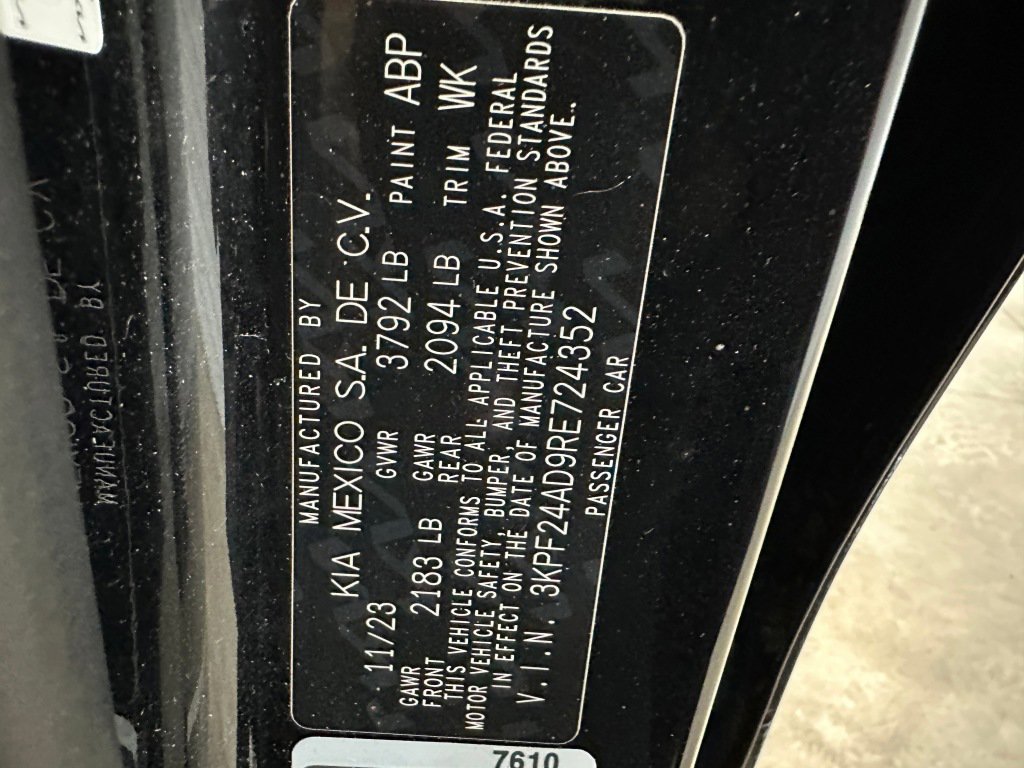 MANUFACTURED BY
KIA MEXICO S.A. DE C.V.
11/23 GVWR 3792 LB PAINT ABP
GAWR FRONT 2183 LB GAWR REAR 2094 LB TRIM WK
THIS VEHICLE CONFORMS TO ALL APPLICABLE U.S.A. FEDERAL
MOTOR VEHICLE SAFETY, BUMPER, AND THEFT PREVENTION STANDARDS
IN EFFECT ON THE DATE OF MANUFACTURE SHOWN ABOVE..
V.I.N. 3KPF24AD9RE724352
PASSENGER CAR
7610